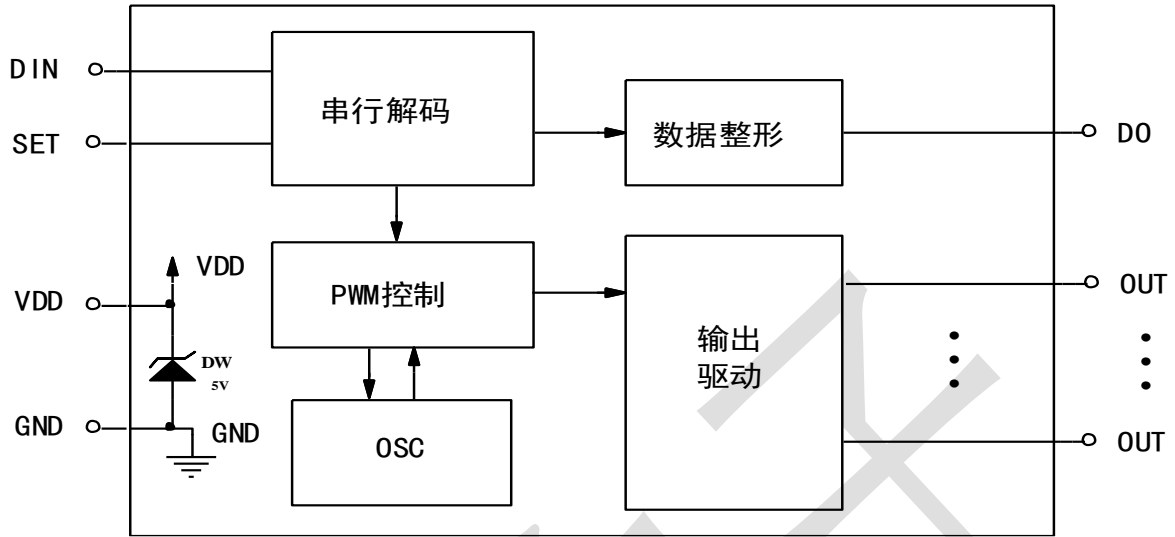 DIN
SET
串行解码
数据整形
DO
VDD
VDD
DW
5V
GND
GND
PWM控制
OSC
输出
驱动
OUT
OUT